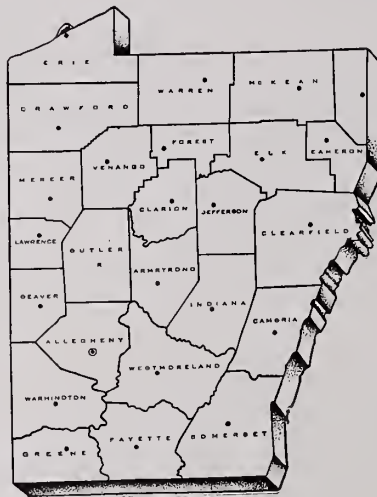 ERIE
CRAWFORD
WARREN
McKEAN
FOREST
ELK
CAMERON
MERCER
VENANGO
CLARION
JEFFERSON
CLEARFIELD
LAWRENCE
BUTLER
ARMSTRONG
INDIANA
BEAVER
CAMBRIA
ALLEGHENY
WESTMORELAND
WASHINGTON
FAYETTE
SOMERSET
GREENE